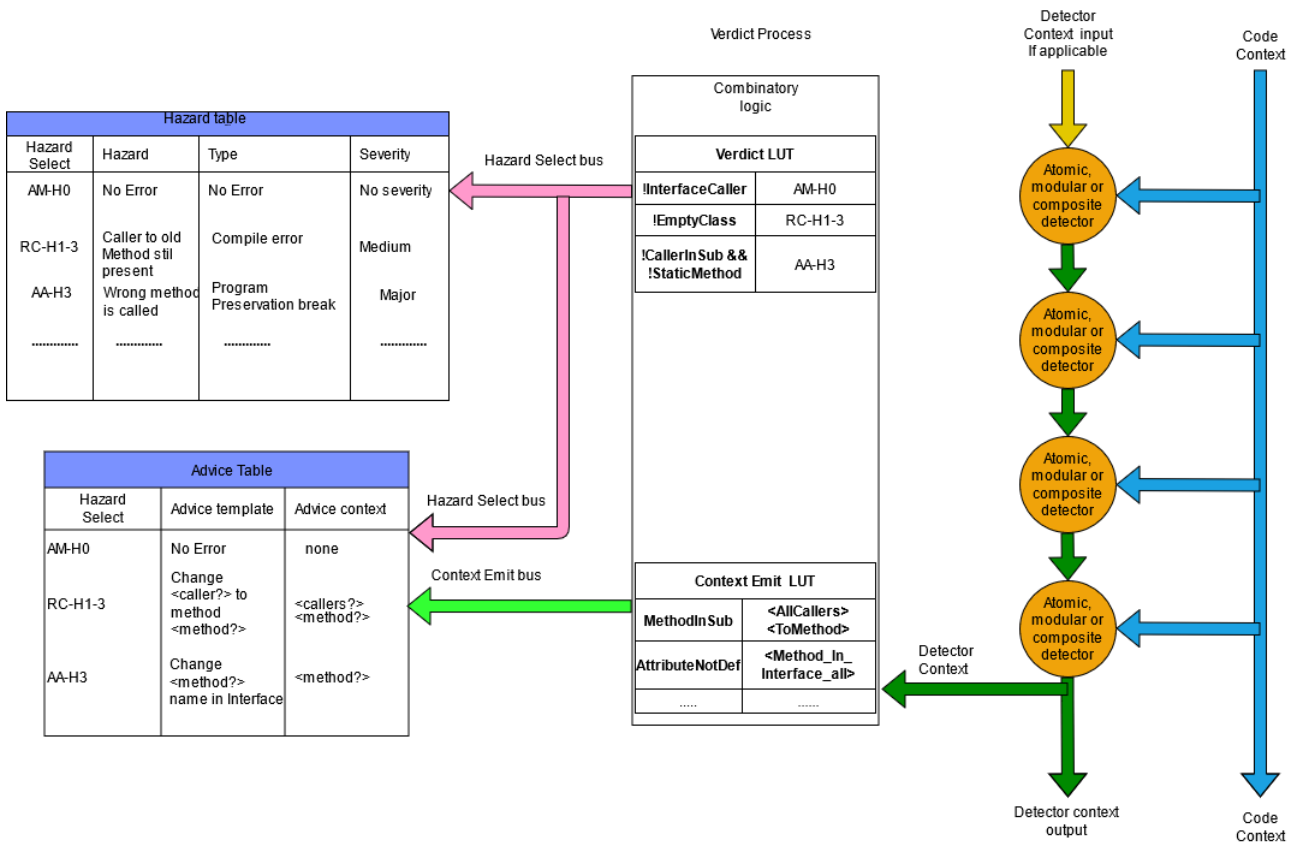 Verdict Process
Detector
Context input
If applicable
Code
Context
Hazard table
Hazard
Select
Hazard
Type
Severity
AM-H0
No Error
No Error
No severity
RC-H1-3
Caller to old
Method stil
present
Compile error
Medium
AA-H3
Wrong method
is called
Program
Preservation break
Major
.............
.............
.............
.............
Hazard Select bus
Combinatory
logic
Verdict LUT
!InterfaceCaller
AM-H0
!EmptyClass
RC-H1-3
!CallerInSub &&
!StaticMethod
AA-H3
Atomic,
modular or
composite
detector
Atomic,
modular or
composite
detector
Atomic,
modular or
composite
detector
Atomic,
modular or
composite
detector
Advice Table
Hazard
Select
Advice template
Advice context
AM-H0
No Error
none
RC-H1-3
Change
<caller?> to
method
<method?>
<callers?>
<method?>
AA-H3
Change
<method?>
name in Interface
<method?>
Hazard Select bus
Context Emit bus
Context Emit LUT
MethodInSub
<AllCallers>
<ToMethod>
AttributeNotDef
<Method_In_
Interface_all>
.....
......
Detector
Context
Detector context
output
Code
Context